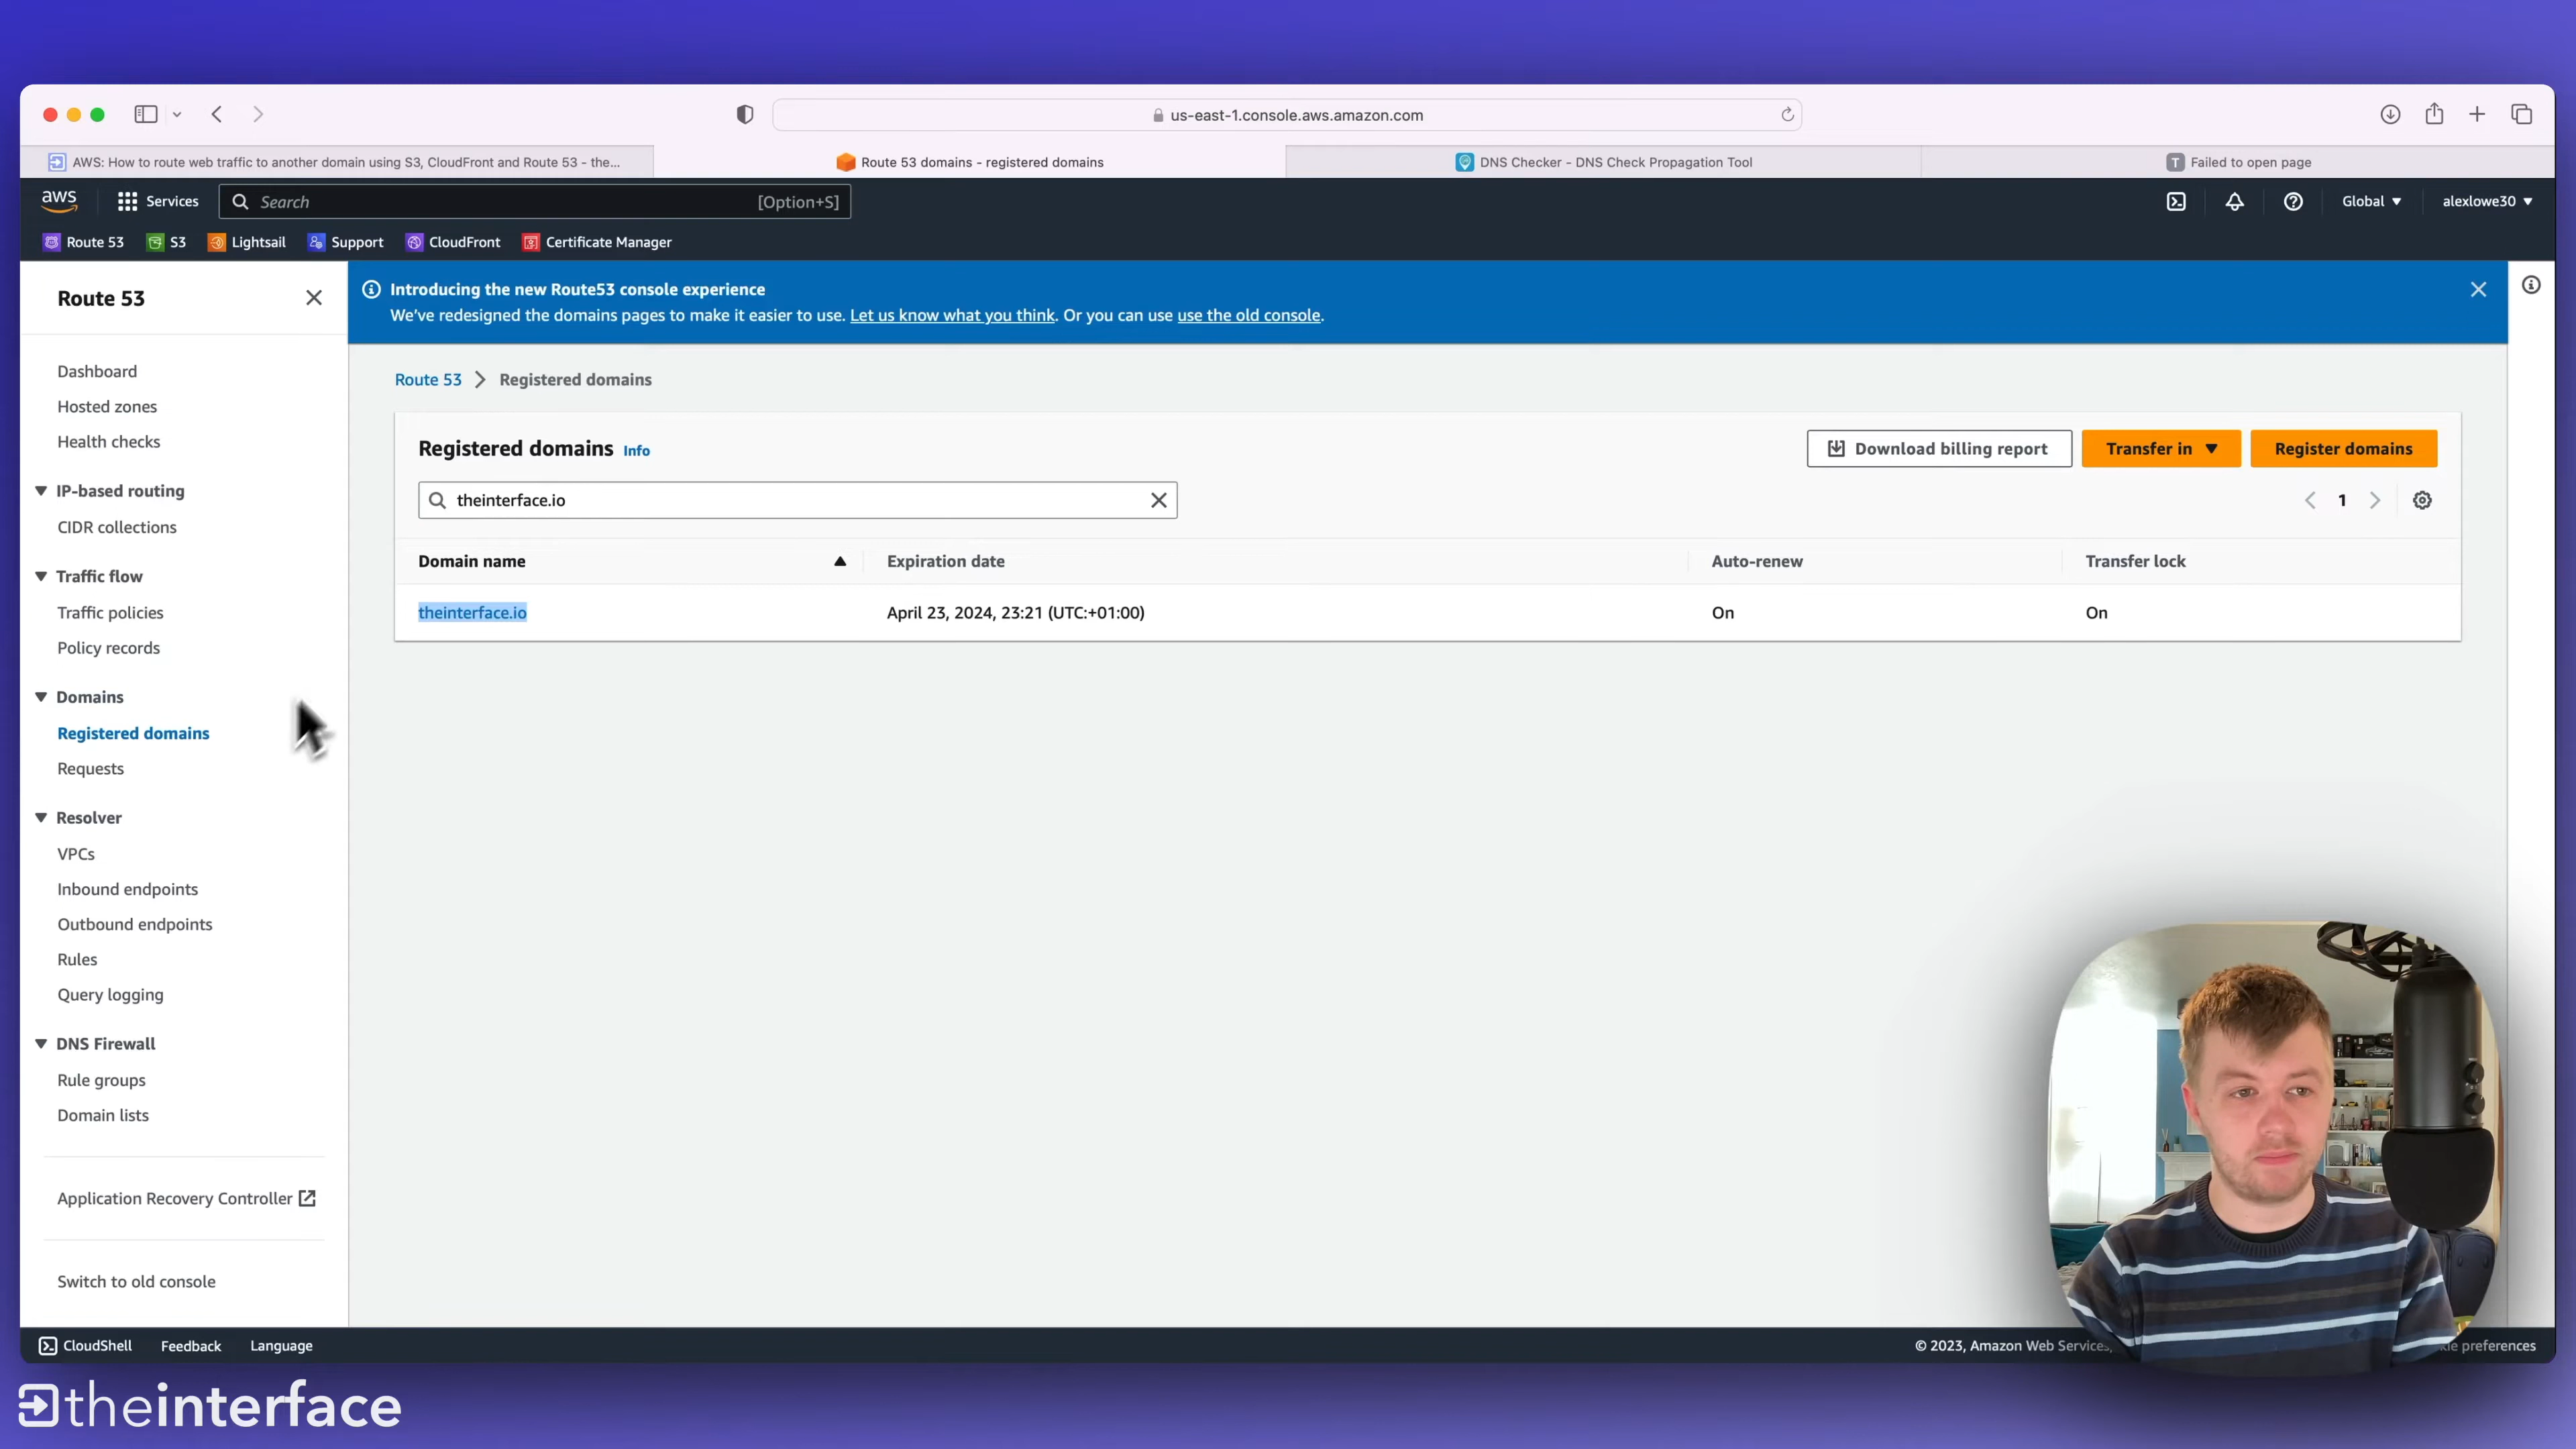 us-east-1.console.aws.amazon.com
AWS: How to route web traffic to another domain using S3, CloudFront and Route 53 - the...
Route 53 domains - registered domains
DNS Checker - DNS Check Propagation Tool
T Failed to open page
aws
Services
Search
[Option+S]
Global
alexlowe30
Route 53
S3
Lightsail
Support
CloudFront
Certificate Manager
Route 53
Introducing the new Route53 console experience
We've redesigned the domains pages to make it easier to use. Let us know what you think. Or you can use use the old console.
Dashboard
Hosted zones
Health checks
IP-based routing
CIDR collections
Traffic flow
Traffic policies
Policy records
Domains
Registered domains
Requests
Resolver
VPCs
Inbound endpoints
Outbound endpoints
Rules
Query logging
DNS Firewall
Rule groups
Domain lists
Application Recovery Controller
Switch to old console
Route 53 > Registered domains
Registered domains Info
Download billing report
Transfer in
Register domains
theinterface.io
1
Domain name
Expiration date
Auto-renew
Transfer lock
theinterface.io
April 23, 2024, 23:21 (UTC:+01:00)
On
On
CloudShell
Feedback
Language
© 2023, Amazon Web Services,
preferences
theinterface